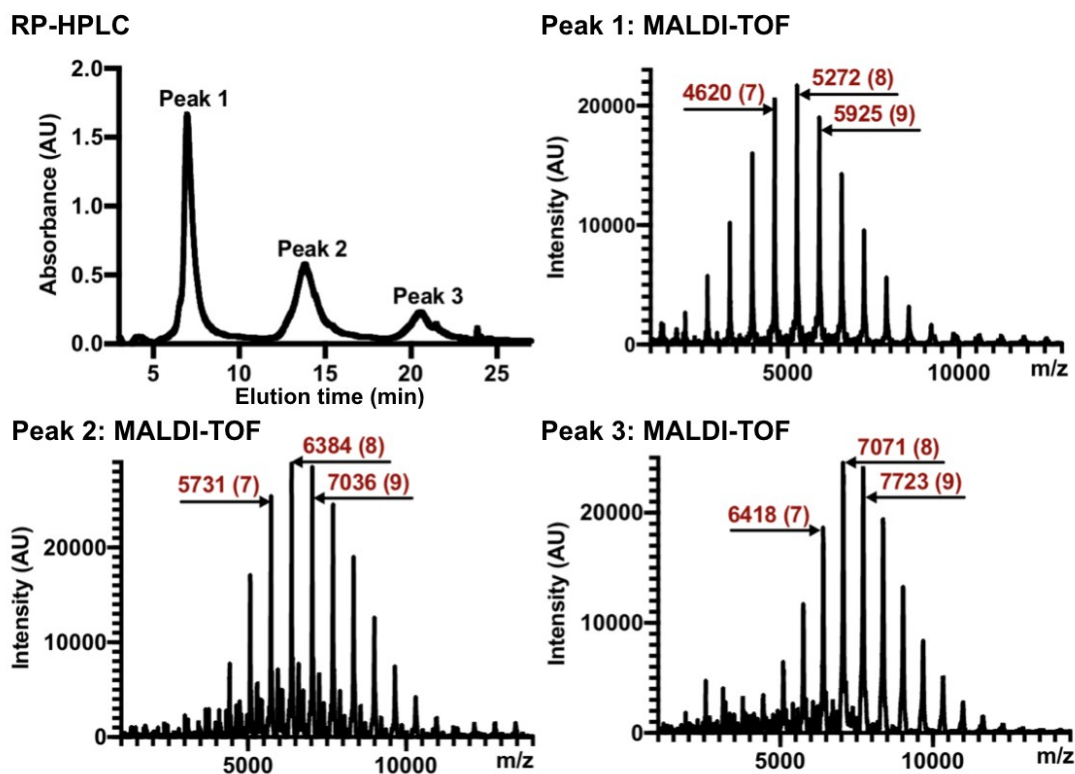 RP-HPLC
2.0
1.5
1.0
0.5
0.0
Absorbance (AU)
Peak 1
Peak 2
Peak 3
5 10 15 20 25
Elution time (min)
Peak 1: MALDI-TOF
20000
10000
0
Intensity (AU)
4620 (7)
5272 (8)
5925 (9)
5000 10000 m/z
Peak 2: MALDI-TOF
20000
10000
0
Intensity (AU)
5731 (7)
6384 (8)
7036 (9)
5000 10000 m/z
Peak 3: MALDI-TOF
20000
10000
0
Intensity (AU)
6418 (7)
7071 (8)
7723 (9)
5000 10000 m/z